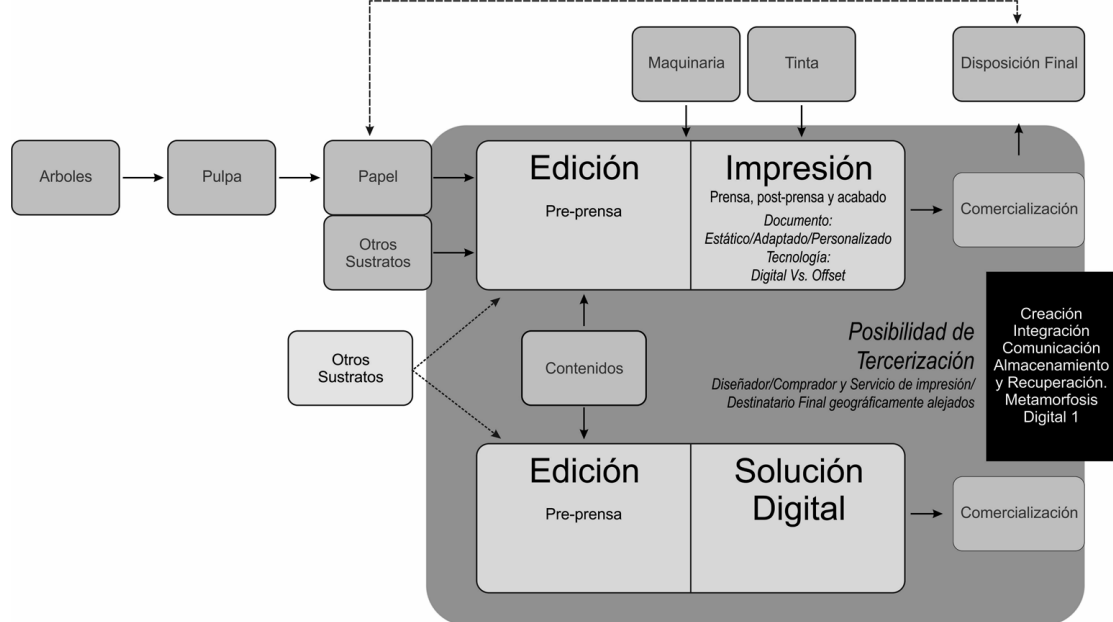 Maquinaria
Tinta
Disposición Final
Arboles
Pulpa
Papel
Otros
Sustratos
Edición
Pre-prensa
Impresión
Prensa, post-prensa y acabado
Documento:
Estático/Adaptado/Personalizado
Tecnología:
Digital Vs. Offset
Comercialización
Otros
Sustratos
Contenidos
Posibilidad de
Tercerización
Diseñador/Comprador y Servicio de impresión/
Destinatario Final geográficamente alejados
Creación
Integración
Comunicación
Almacenamiento
y Recuperación.
Metamorfosis
Digital 1
Edición
Pre-prensa
Solución
Digital
Comercialización